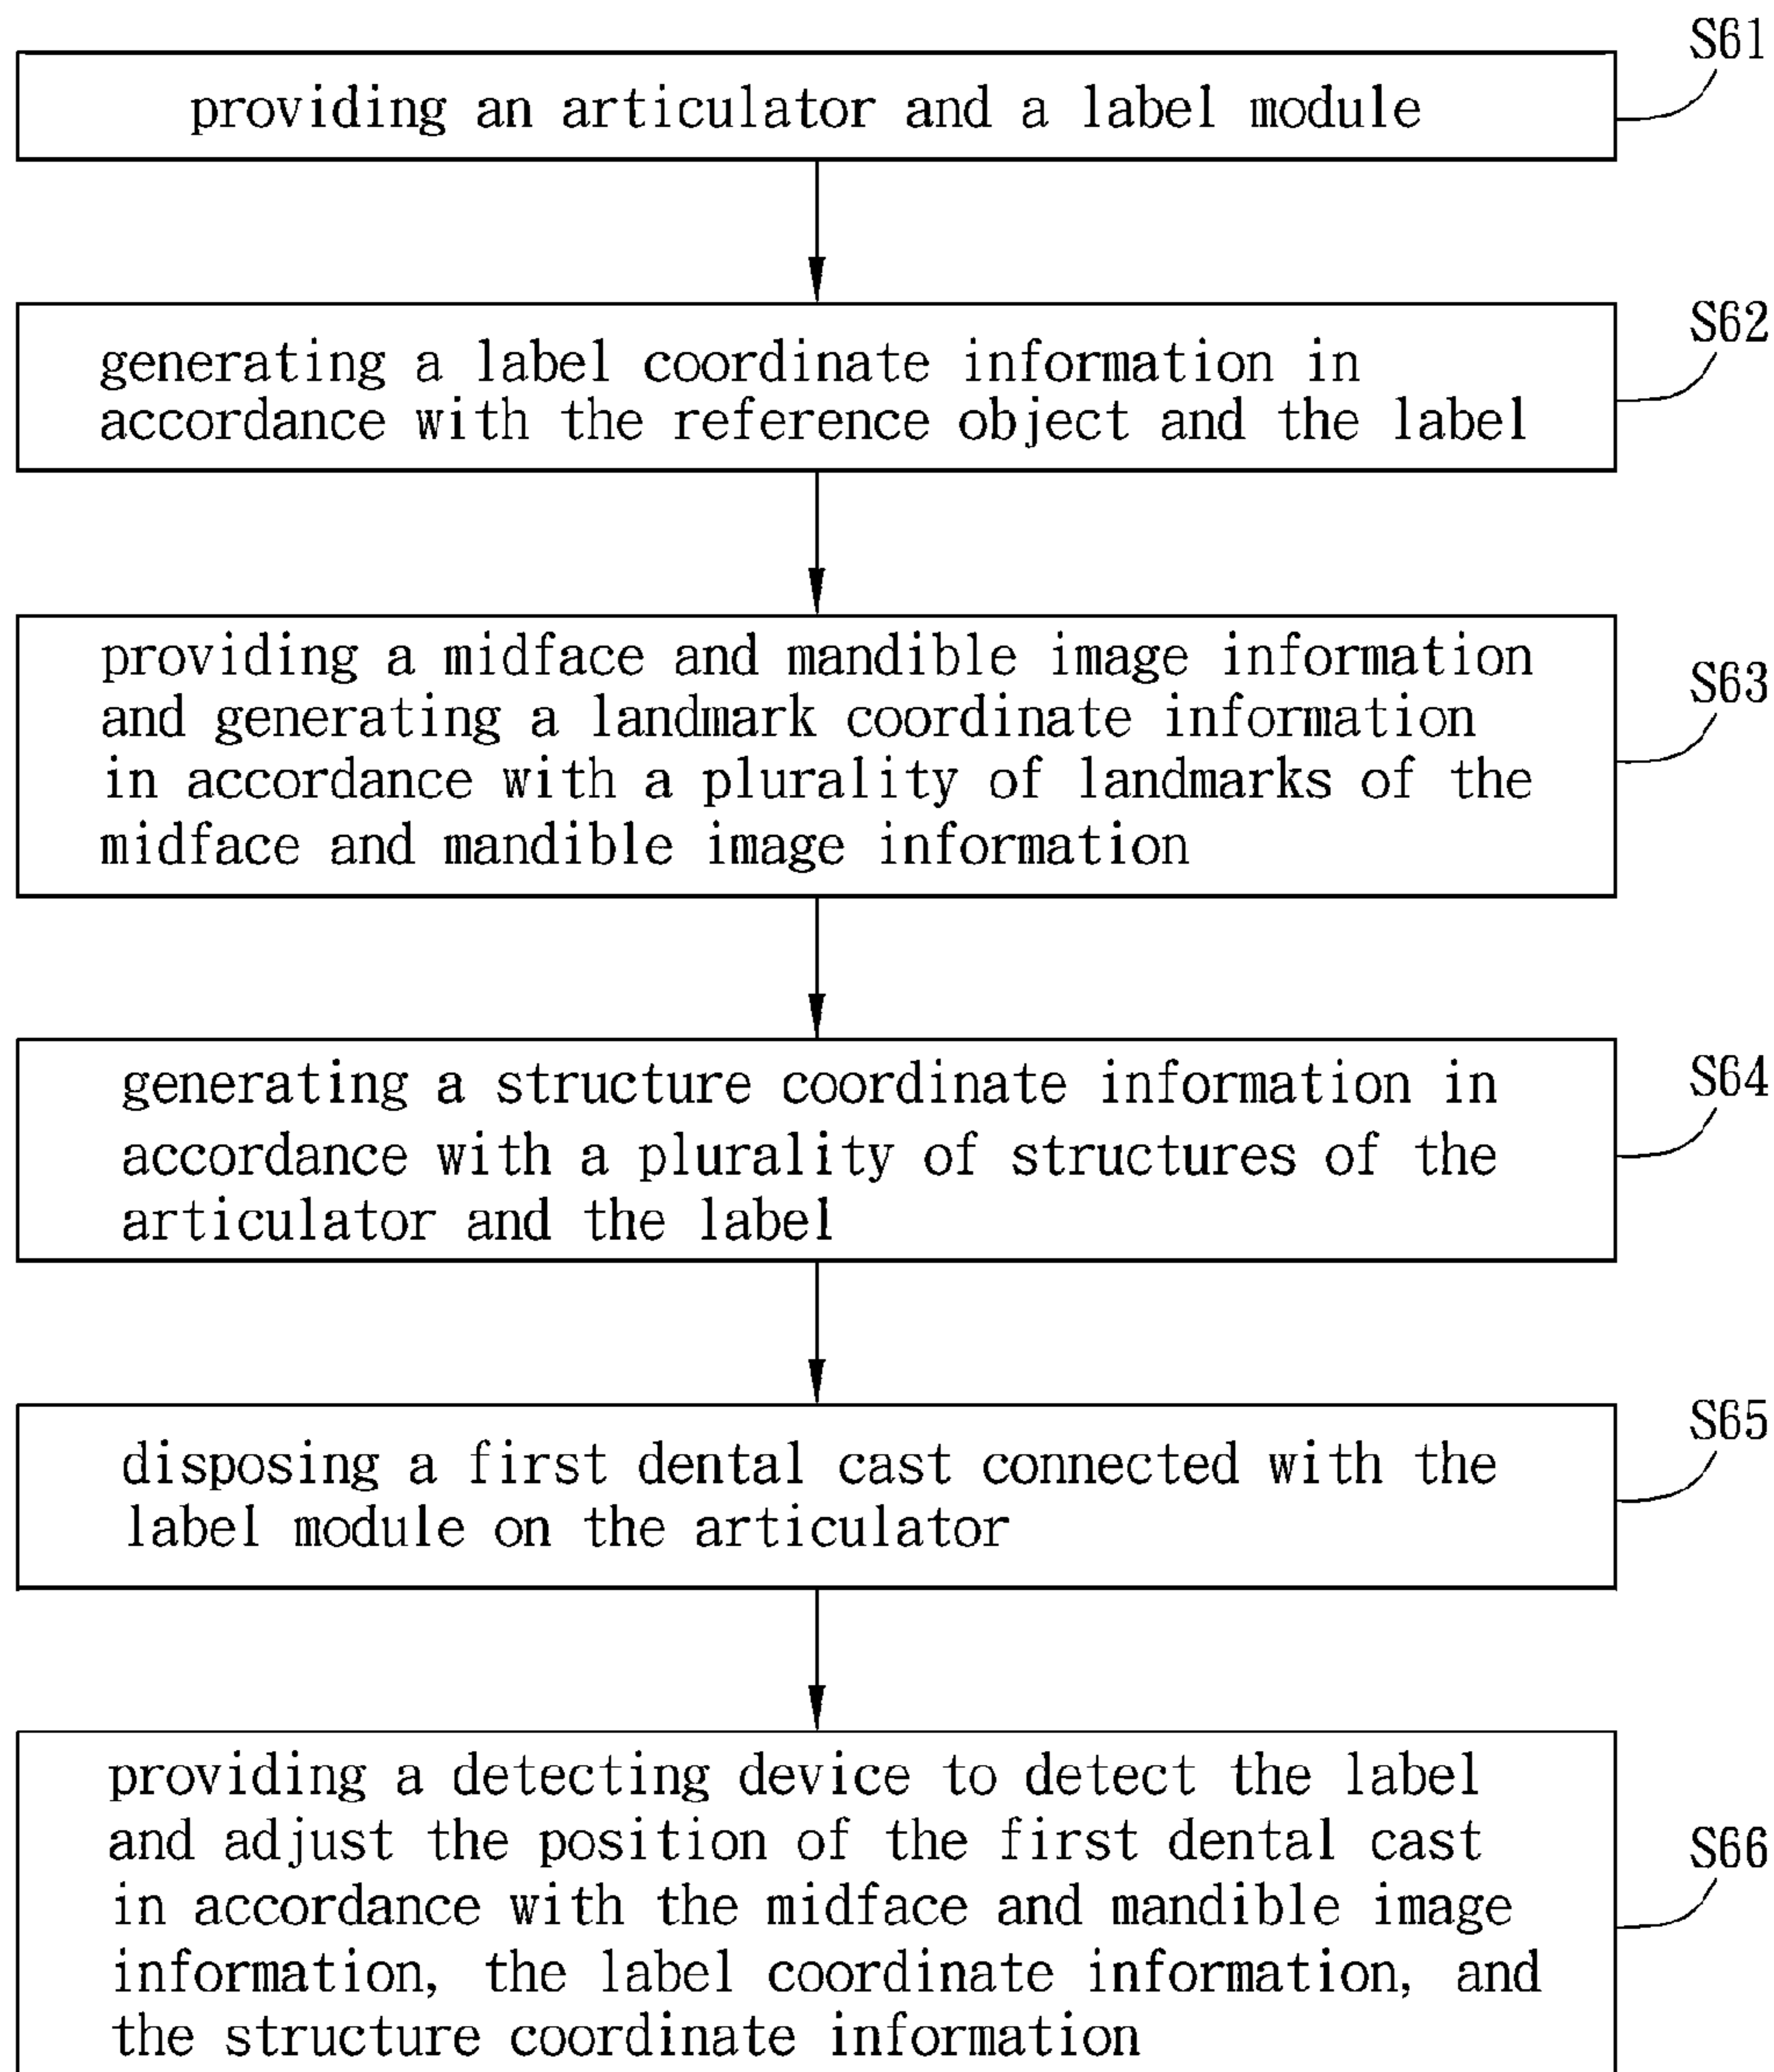 S61
providing an articulator and a label module
S62
generating a label coordinate information in
accordance with the reference object and the label
S63
providing a midface and mandible image information
and generating a landmark coordinate information
in accordance with a plurality of landmarks of the
midface and mandible image information
S64
generating a structure coordinate information in
accordance with a plurality of structures of the
articulator and the label
S65
disposing a first dental cast connected with the
label module on the articulator
S66
providing a detecting device to detect the label
and adjust the position of the first dental cast
in accordance with the midface and mandible image
information, the label coordinate information, and
the structure coordinate information